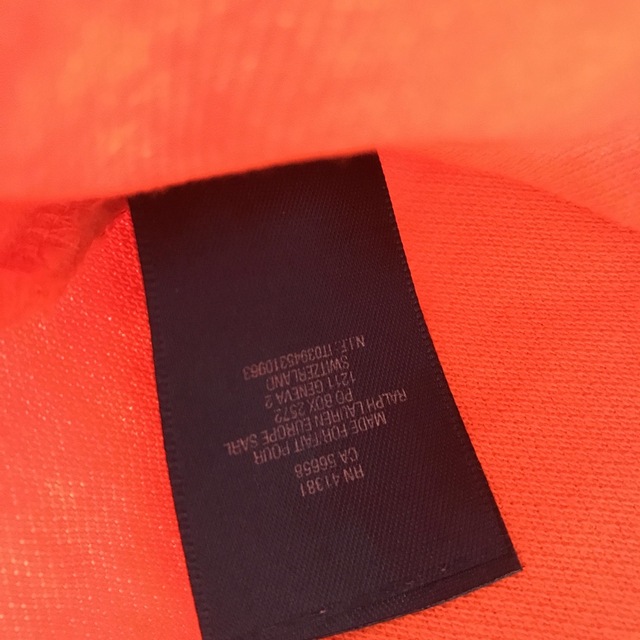 RN 41381
CA 56658
MADE FOR/FAIT POUR
RALPH LAUREN EUROPE SARL
PO BOX 2572
1211 GENEVA 2
SWITZERLAND
N.I.F.: IT03945310963